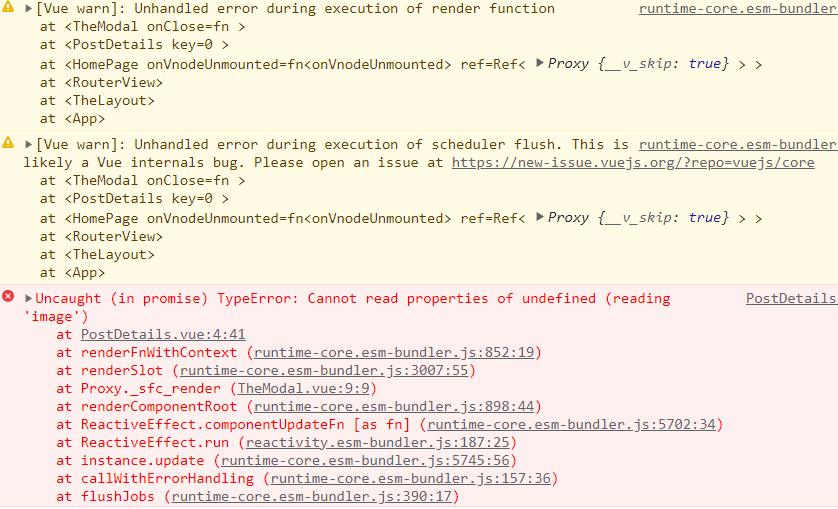 [Vue warn]: Unhandled error during execution of render function runtime-core.esm-bundler
at <TheModal onClose=fn >
at <PostDetails key=0 >
at <HomePage onVnodeUnmounted=fn<onVnodeUnmounted> ref=Ref< ▶Proxy {__v_skip: true} > >
at <RouterView>
at <TheLayout>
at <App>
[Vue warn]: Unhandled error during execution of scheduler flush. This is runtime-core.esm-bundler
likely a Vue internals bug. Please open an issue at https://new-issue.vuejs.org/?repo=vuejs/core
at <TheModal onClose=fn >
at <PostDetails key=0 >
at <HomePage onVnodeUnmounted=fn<onVnodeUnmounted> ref=Ref< ▶Proxy {__v_skip: true} > >
at <RouterView>
at <TheLayout>
at <App>
Uncaught (in promise) TypeError: Cannot read properties of undefined (reading PostDetails
'image')
at PostDetails.vue:4:41
at renderFnWithContext (runtime-core.esm-bundler.js:852:19)
at renderSlot (runtime-core.esm-bundler.js:3007:55)
at Proxy._sfc_render (TheModal.vue:9:9)
at renderComponentRoot (runtime-core.esm-bundler.js:898:44)
at ReactiveEffect.componentUpdateFn [as fn] (runtime-core.esm-bundler.js:5702:34)
at ReactiveEffect.run (reactivity.esm-bundler.js:187:25)
at instance.update (runtime-core.esm-bundler.js:5745:56)
at callWithErrorHandling (runtime-core.esm-bundler.js:157:36)
at flushJobs (runtime-core.esm-bundler.js:390:17)